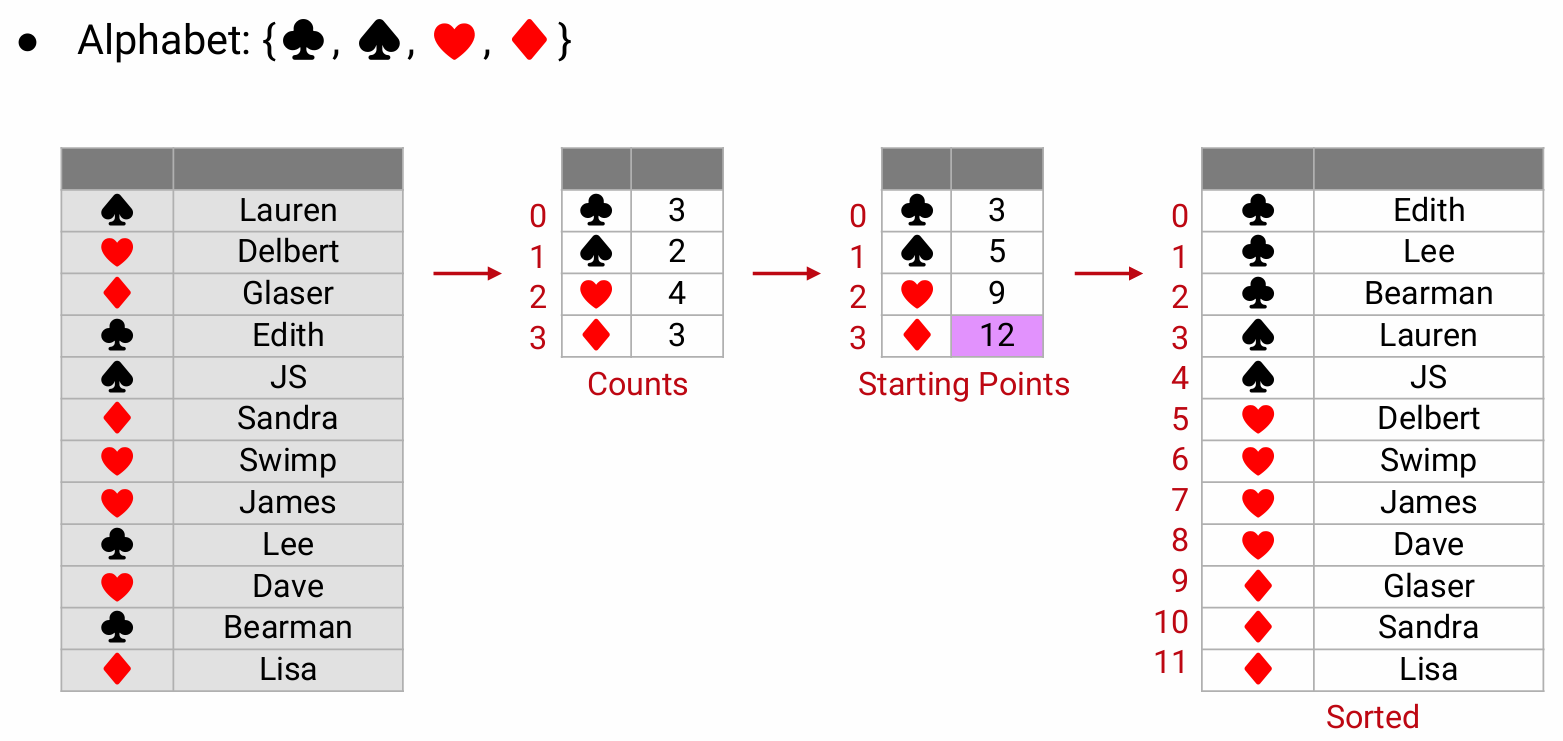 ● Alphabet: {♣, ♠, ♥, ♦}
♠ Lauren
♥ Delbert
♦ Glaser
♣ Edith
♠ JS
♦ Sandra
♥ Swimp
♥ James
♣ Lee
♥ Dave
♣ Bearman
♦ Lisa
0 ♣ 3
1 ♠ 2
2 ♥ 4
3 ♦ 3
Counts
0 ♣ 3
1 ♠ 5
2 ♥ 9
3 ♦ 12
Starting Points
0 ♣ Edith
1 ♣ Lee
2 ♣ Bearman
3 ♠ Lauren
4 ♠ JS
5 ♥ Delbert
6 ♥ Swimp
7 ♥ James
8 ♥ Dave
9 ♦ Glaser
10 ♦ Sandra
11 ♦ Lisa
Sorted